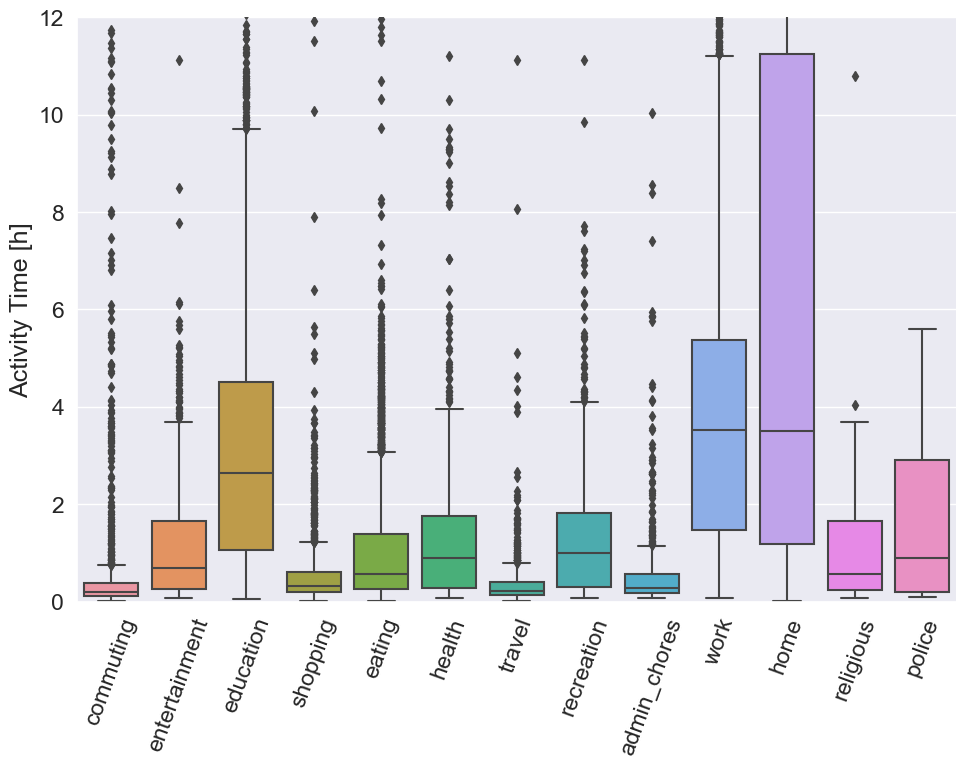 12
10
8
6
4
2
0
Activity Time [h]
commuting
entertainment
education
shopping
eating
health
travel
recreation
admin_chores
work
home
religious
police